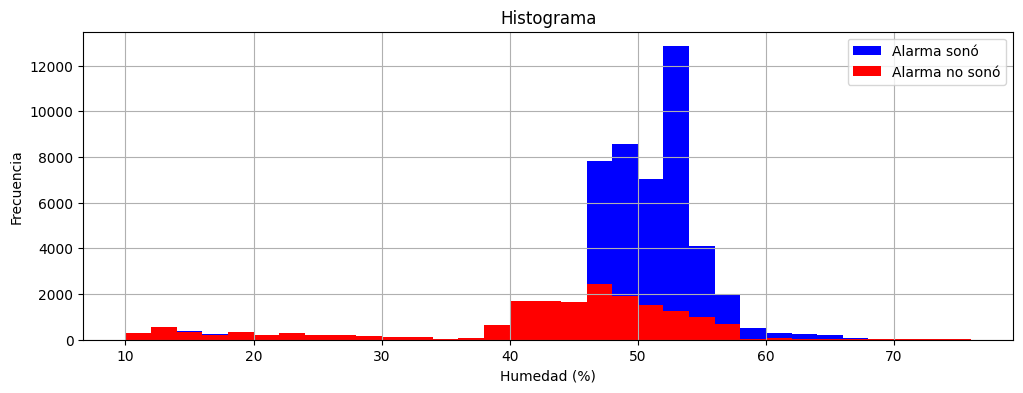 Histograma
Alarma sonó
Alarma no sonó
Frecuencia
12000
10000
8000
6000
4000
2000
0
10 20 30 40 50 60 70
Humedad (%)